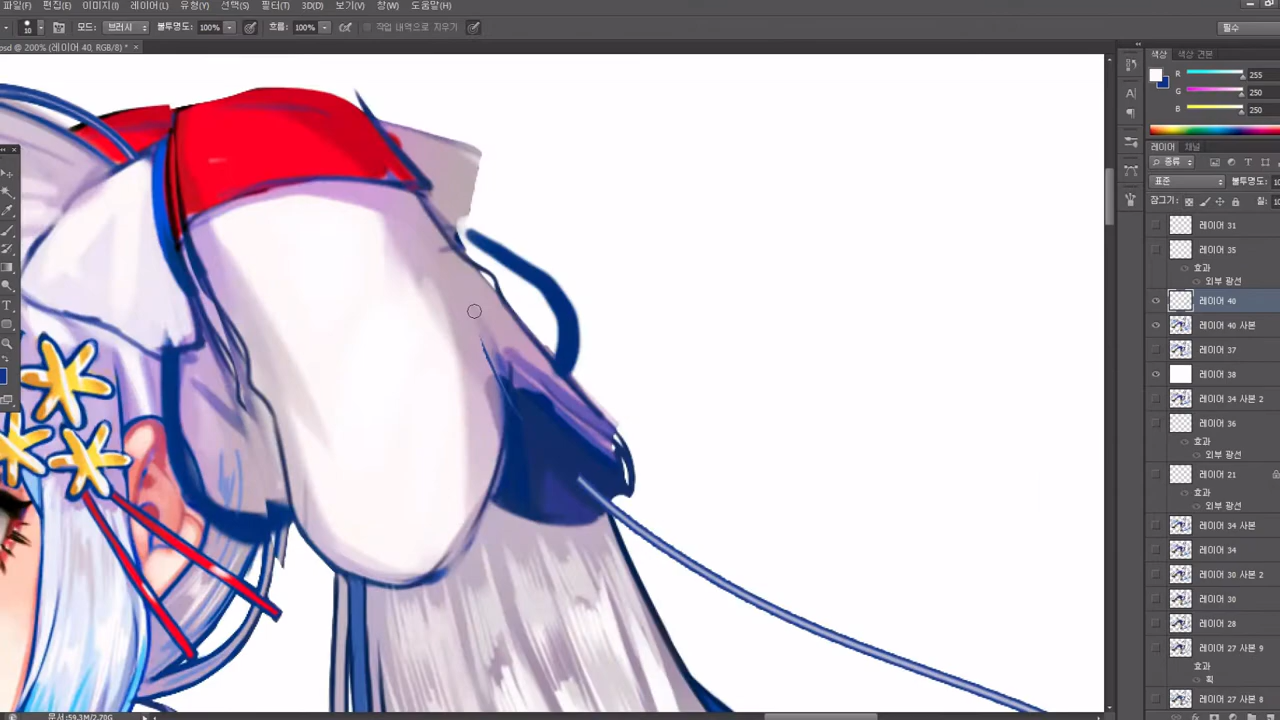 파일(F) 편집(E) 이미지(I) 레이어(L) 유형(Y) 선택(S) 필터(T) 3D(D) 보기(V) 창(W) 도움말(H)
10 모드: 브러시 불투명도: 100% 흐름: 100% 작업 내역으로 지우기 필수
psd @ 200% (레이어 40, RGB/8) * ×
색상 색상 견본
R 255
G 250
B 250
레이어 채널
종류
표준 불투명도: 10
잠그기: 칠: 10
레이어 31
레이어 35
효과
외부 광선
레이어 40
레이어 40 사본
레이어 37
레이어 38
레이어 34 사본 2
레이어 36
효과
외부 광선
레이어 21
효과
외부 광선
레이어 34 사본
레이어 34
레이어 30 사본 2
레이어 30
레이어 28
레이어 27 사본 9
효과
획
레이어 27 사본 8
문서:59.3M/2.70G